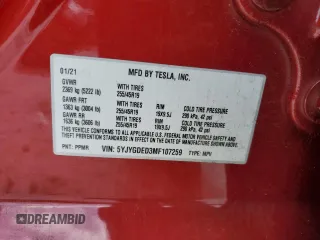 01/21
MFD BY TESLA, INC.
GVWR
2369 kg (5222 lb)
WITH TIRES
255/45R19
GAWR FRT
1363 kg (3004 lb)
WITH TIRES
255/45R19
RIM
19X9.5J
COLD TIRE PRESSURE
290 kPa, 42 psi
GAWR RR
1636 kg (3606 lb)
WITH TIRES
255/45R19
RIM
19X9.5J
COLD TIRE PRESSURE
290 kPa, 42 psi
THIS VEHICLE CONFORMS TO ALL APPLICABLE U.S. FEDERAL MOTOR VEHICLE
SAFETY AND THEFT PREVENTION STANDARDS IN EFFECT ON THE DATE OF
MANUFACTURE SHOWN ABOVE.
PNT: PPMR
VIN: 5YJYGDED3MF107259
TYPE: MPV
DREAMBID